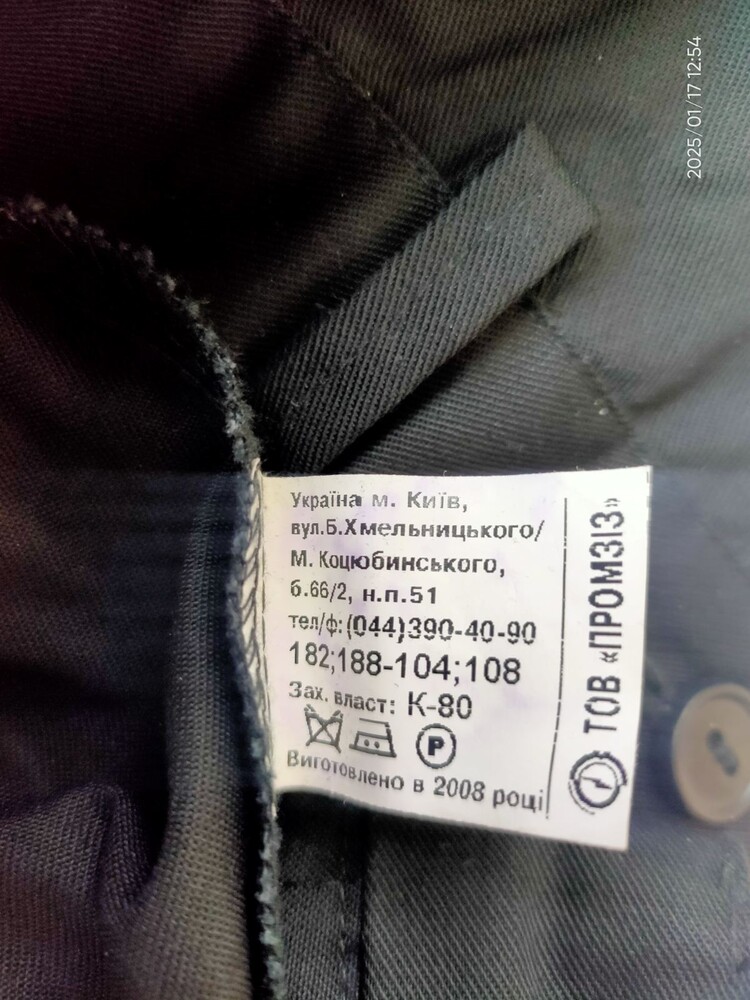 Україна м. Київ,
вул.Б.Хмельницького/
М. Коцюбинського,
б.66/2, н.п.51
тел/ф:(044)390-40-90
182;188-104;108
Зах. власт: К-80
P
Виготовлено в 2008 році
ТОВ «ПРОМЗІЗ»
2025/01/17 12:54